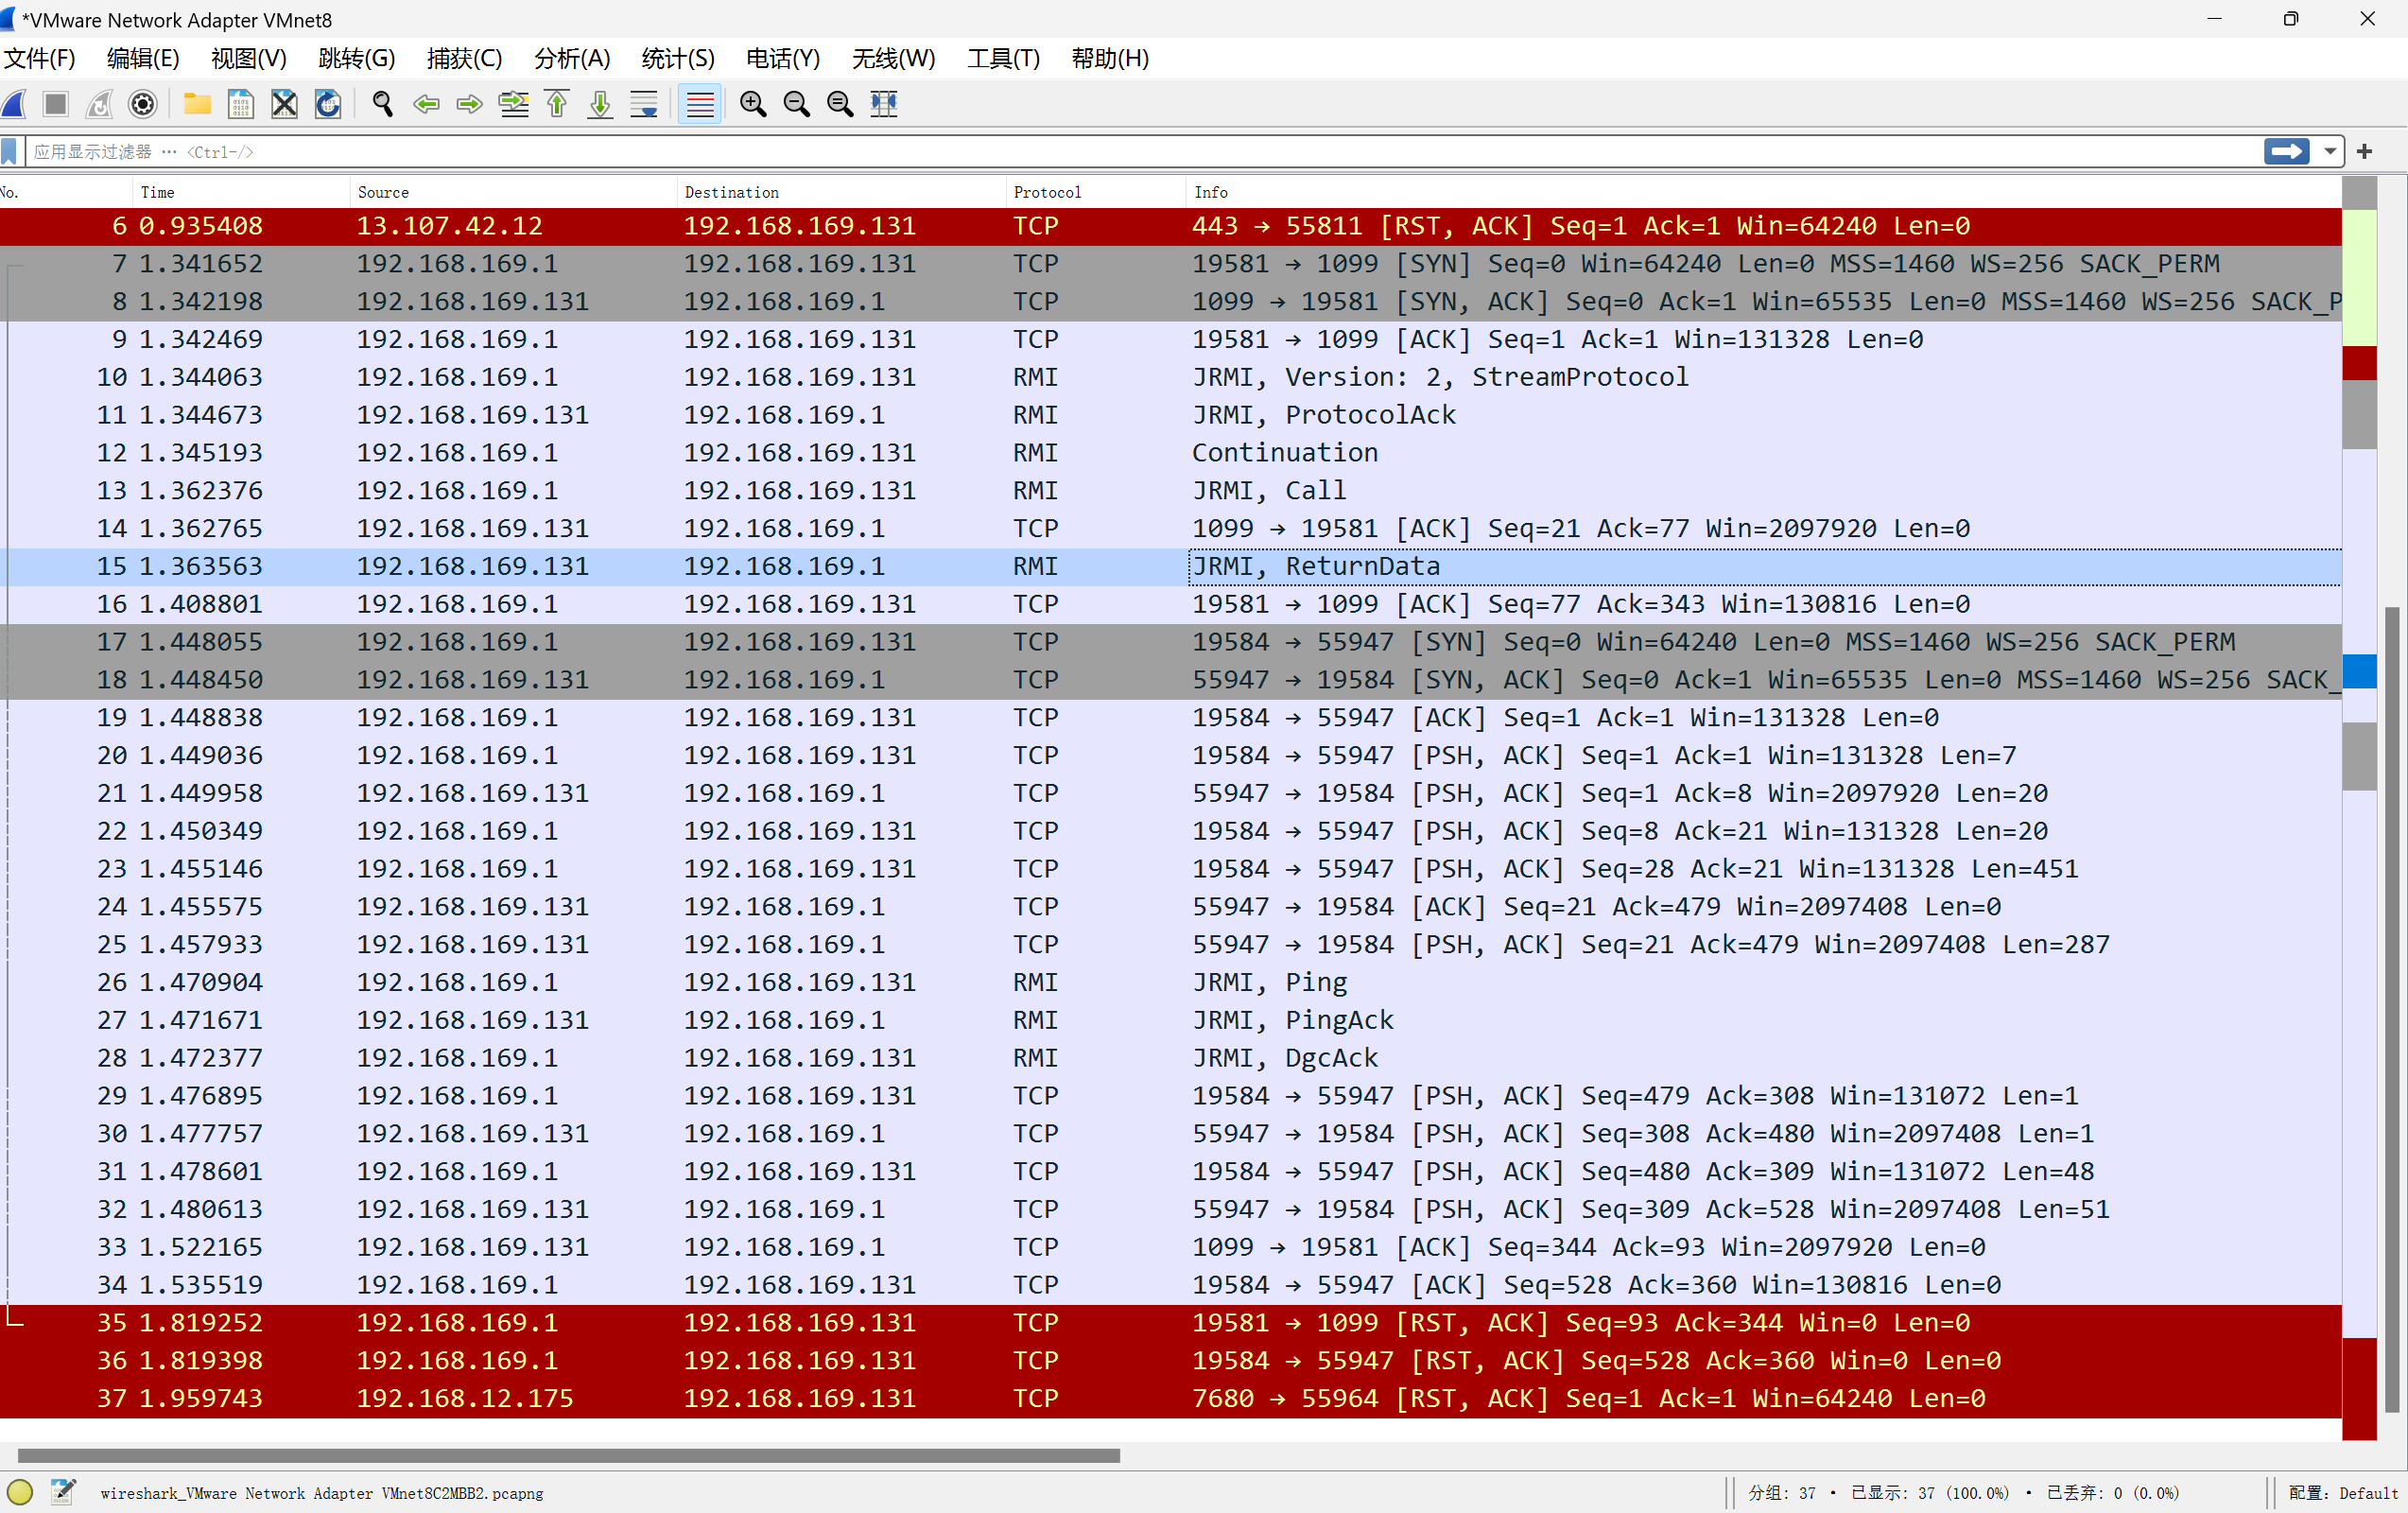 *VMware Network Adapter VMnet8
文件(F) 编辑(E) 视图(V) 跳转(G) 捕获(C) 分析(A) 统计(S) 电话(Y) 无线(W) 工具(T) 帮助(H)
应用显示过滤器 … <Ctrl-/>
No. Time Source Destination Protocol Info
6 0.935408 13.107.42.12 192.168.169.131 TCP 443 → 55811 [RST, ACK] Seq=1 Ack=1 Win=64240 Len=0
7 1.341652 192.168.169.1 192.168.169.131 TCP 19581 → 1099 [SYN] Seq=0 Win=64240 Len=0 MSS=1460 WS=256 SACK_PERM
8 1.342198 192.168.169.131 192.168.169.1 TCP 1099 → 19581 [SYN, ACK] Seq=0 Ack=1 Win=65535 Len=0 MSS=1460 WS=256 SACK_P
9 1.342469 192.168.169.1 192.168.169.131 TCP 19581 → 1099 [ACK] Seq=1 Ack=1 Win=131328 Len=0
10 1.344063 192.168.169.1 192.168.169.131 RMI JRMI, Version: 2, StreamProtocol
11 1.344673 192.168.169.131 192.168.169.1 RMI JRMI, ProtocolAck
12 1.345193 192.168.169.1 192.168.169.131 RMI Continuation
13 1.362376 192.168.169.1 192.168.169.131 RMI JRMI, Call
14 1.362765 192.168.169.131 192.168.169.1 TCP 1099 → 19581 [ACK] Seq=21 Ack=77 Win=2097920 Len=0
15 1.363563 192.168.169.131 192.168.169.1 RMI JRMI, ReturnData
16 1.408801 192.168.169.1 192.168.169.131 TCP 19581 → 1099 [ACK] Seq=77 Ack=343 Win=130816 Len=0
17 1.448055 192.168.169.1 192.168.169.131 TCP 19584 → 55947 [SYN] Seq=0 Win=64240 Len=0 MSS=1460 WS=256 SACK_PERM
18 1.448450 192.168.169.131 192.168.169.1 TCP 55947 → 19584 [SYN, ACK] Seq=0 Ack=1 Win=65535 Len=0 MSS=1460 WS=256 SACK_
19 1.448838 192.168.169.1 192.168.169.131 TCP 19584 → 55947 [ACK] Seq=1 Ack=1 Win=131328 Len=0
20 1.449036 192.168.169.1 192.168.169.131 TCP 19584 → 55947 [PSH, ACK] Seq=1 Ack=1 Win=131328 Len=7
21 1.449958 192.168.169.131 192.168.169.1 TCP 55947 → 19584 [PSH, ACK] Seq=1 Ack=8 Win=2097920 Len=20
22 1.450349 192.168.169.1 192.168.169.131 TCP 19584 → 55947 [PSH, ACK] Seq=8 Ack=21 Win=131328 Len=20
23 1.455146 192.168.169.1 192.168.169.131 TCP 19584 → 55947 [PSH, ACK] Seq=28 Ack=21 Win=131328 Len=451
24 1.455575 192.168.169.131 192.168.169.1 TCP 55947 → 19584 [ACK] Seq=21 Ack=479 Win=2097408 Len=0
25 1.457933 192.168.169.131 192.168.169.1 TCP 55947 → 19584 [PSH, ACK] Seq=21 Ack=479 Win=2097408 Len=287
26 1.470904 192.168.169.1 192.168.169.131 RMI JRMI, Ping
27 1.471671 192.168.169.131 192.168.169.1 RMI JRMI, PingAck
28 1.472377 192.168.169.1 192.168.169.131 RMI JRMI, DgcAck
29 1.476895 192.168.169.1 192.168.169.131 TCP 19584 → 55947 [PSH, ACK] Seq=479 Ack=308 Win=131072 Len=1
30 1.477757 192.168.169.131 192.168.169.1 TCP 55947 → 19584 [PSH, ACK] Seq=308 Ack=480 Win=2097408 Len=1
31 1.478601 192.168.169.1 192.168.169.131 TCP 19584 → 55947 [PSH, ACK] Seq=480 Ack=309 Win=131072 Len=48
32 1.480613 192.168.169.131 192.168.169.1 TCP 55947 → 19584 [PSH, ACK] Seq=309 Ack=528 Win=2097408 Len=51
33 1.522165 192.168.169.131 192.168.169.1 TCP 1099 → 19581 [ACK] Seq=344 Ack=93 Win=2097920 Len=0
34 1.535519 192.168.169.1 192.168.169.131 TCP 19584 → 55947 [ACK] Seq=528 Ack=360 Win=130816 Len=0
35 1.819252 192.168.169.1 192.168.169.131 TCP 19581 → 1099 [RST, ACK] Seq=93 Ack=344 Win=0 Len=0
36 1.819398 192.168.169.1 192.168.169.131 TCP 19584 → 55947 [RST, ACK] Seq=528 Ack=360 Win=0 Len=0
37 1.959743 192.168.12.175 192.168.169.131 TCP 7680 → 55964 [RST, ACK] Seq=1 Ack=1 Win=64240 Len=0
wireshark_VMware Network Adapter VMnet8C2MBB2.pcapng 分组: 37 · 已显示: 37 (100.0%) · 已丢弃: 0 (0.0%) 配置: Default